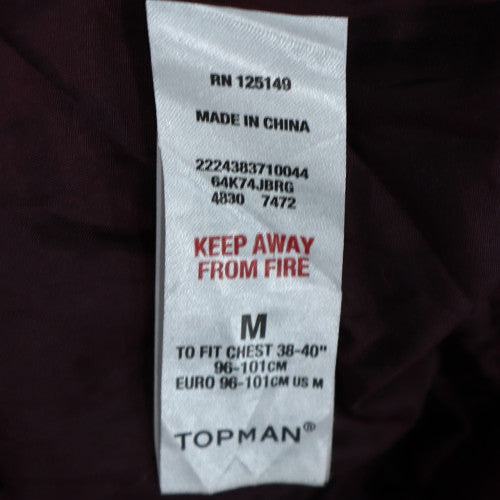 RN 125149
MADE IN CHINA
2224383710044
64K74JBRG
4830 7472
KEEP AWAY
FROM FIRE
M
TO FIT CHEST 38-40"
96-101CM
EURO 96-101CM US M
TOPMAN®